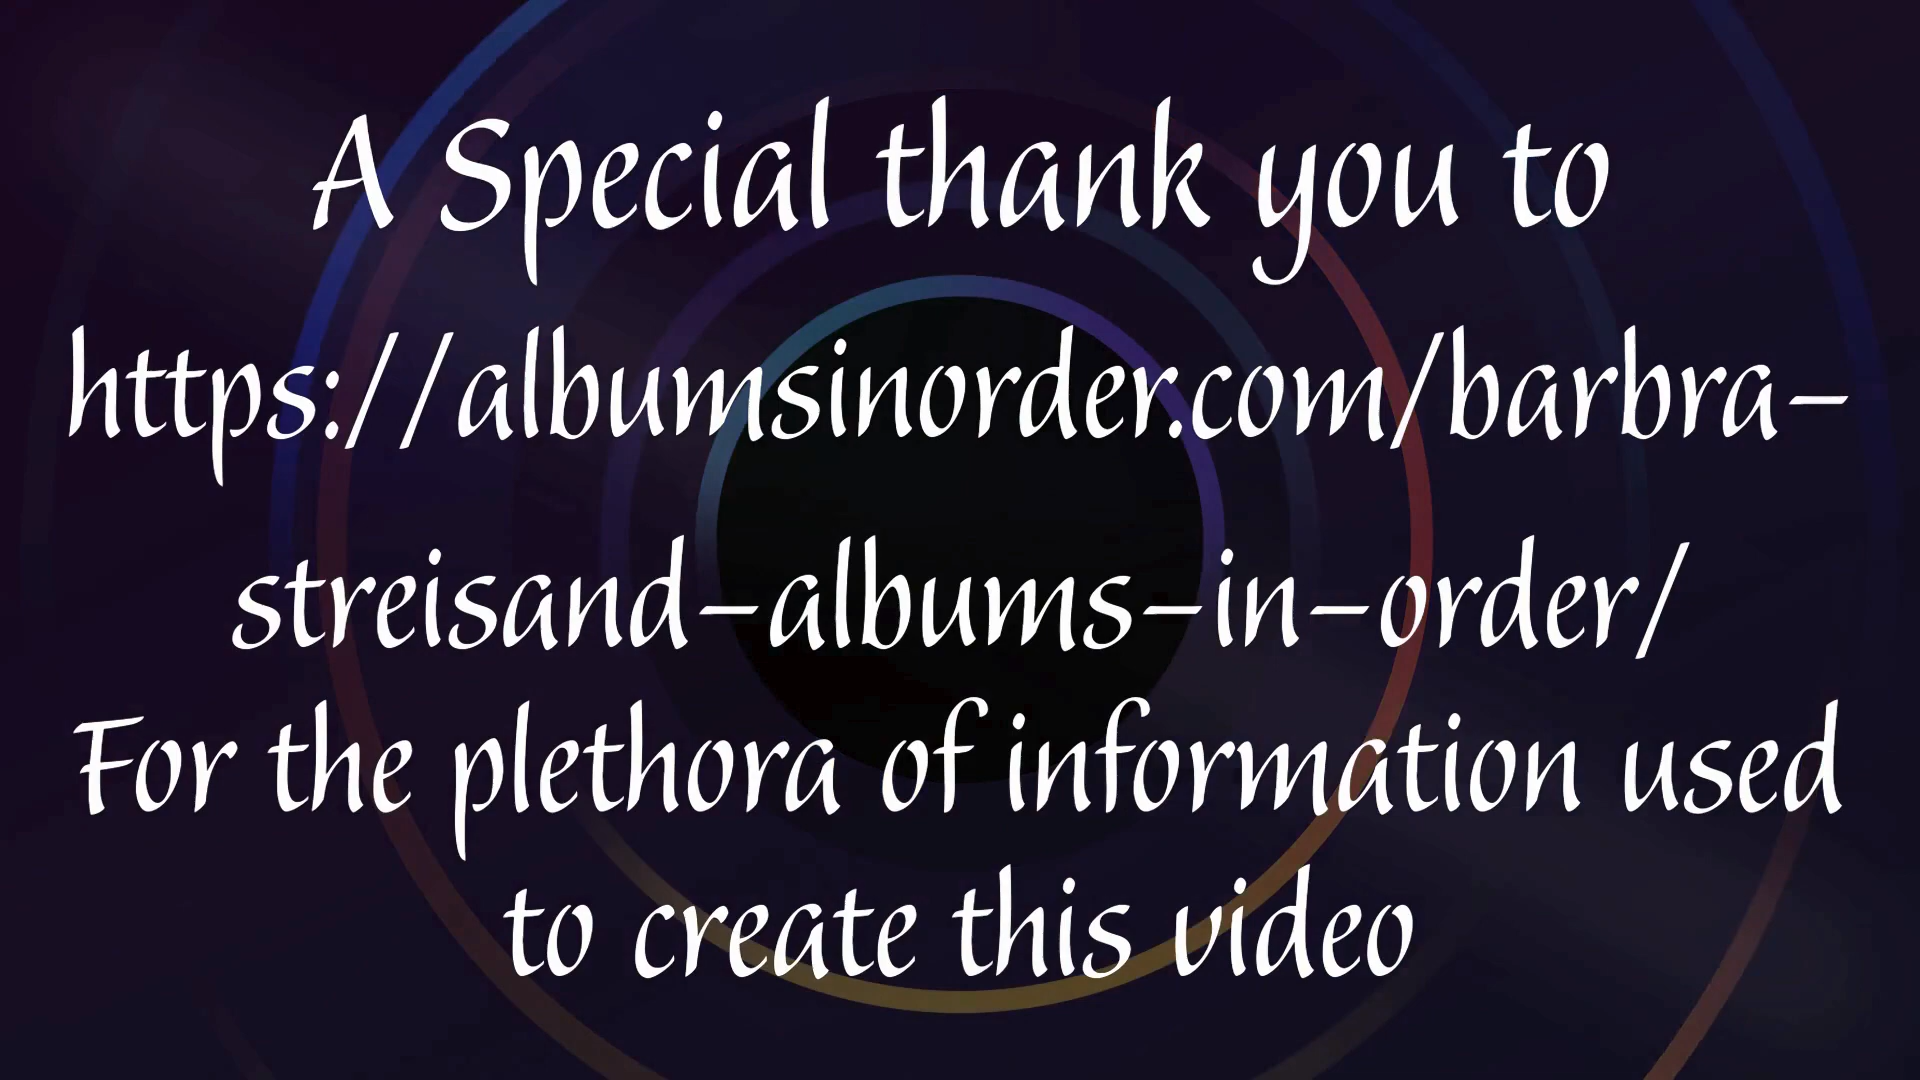 A Special thank you to
https://albumsinorder.com/barbra-
streisand-albums-in-order/
For the plethora of information used
to create this video